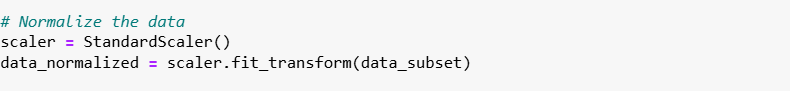 # Normalize the data
scaler = StandardScaler()
data_normalized = scaler.fit_transform(data_subset)